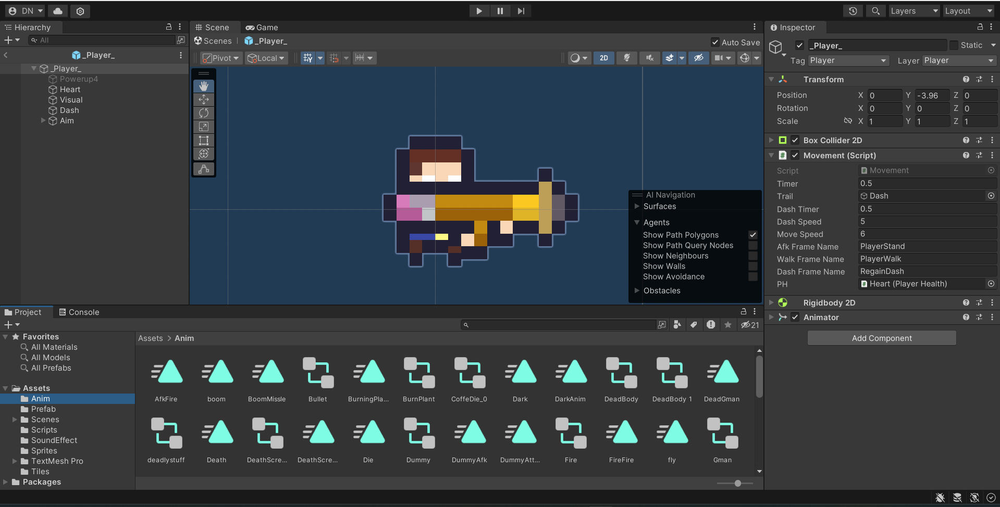 DN
Layers
Layout
Hierarchy
All
_Player_
_Player_
Powerup4
Heart
Visual
Dash
Aim
Scene
Game
Scenes
_Player_
Auto Save
Pivot
Local
2D
AI Navigation
Surfaces
Agents
Show Path Polygons
Show Path Query Nodes
Show Neighbours
Show Walls
Show Avoidance
Obstacles
Inspector
_Player_
Static
Tag Player Layer Player
Transform
Position X 0 Y -3.96 Z 0
Rotation X 0 Y 0 Z 0
Scale X 1 Y 1 Z 1
Box Collider 2D
Movement (Script)
Script Movement
Timer 0.5
Trail Dash
Dash Timer 0.5
Dash Speed 5
Move Speed 6
Afk Frame Name PlayerStand
Walk Frame Name PlayerWalk
Dash Frame Name RegainDash
PH Heart (Player Health)
Rigidbody 2D
Animator
Add Component
Project
Console
21
Favorites
All Materials
All Models
All Prefabs
Assets
Anim
Prefab
Scenes
Scripts
SoundEffect
Sprites
TextMesh Pro
Tiles
Packages
Assets > Anim
AfkFire boom BoomMissle Bullet BurningPla... BurnPlant CoffeDie_0 Dark DarkAnim DeadBody DeadBody 1 DeadGman
deadlystuff Death DeathScre... DeathScre... Die Dummy DummyAfk DummyAtt... Fire FireFire fly Gman